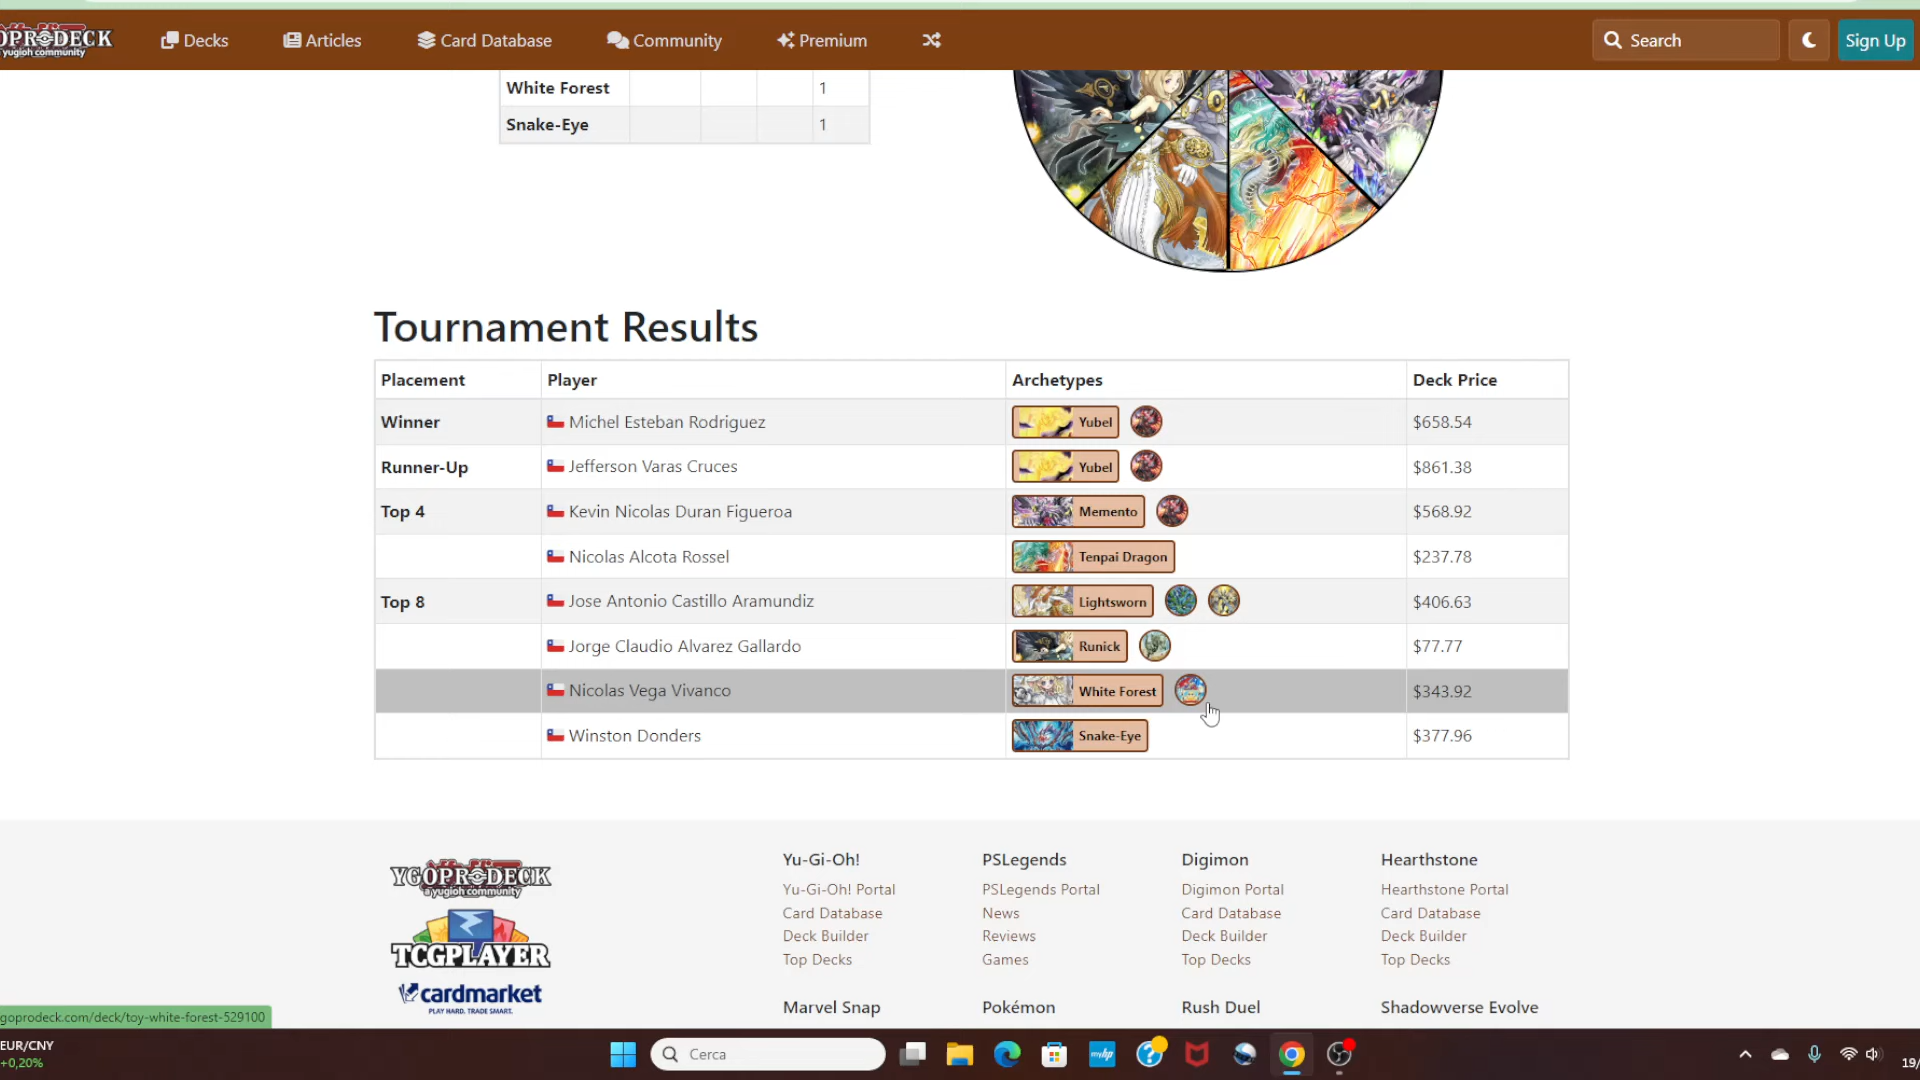 OPRODECK
yugioh community
Decks
Articles
Card Database
Community
Premium
Search
Sign Up
White Forest 1
Snake-Eye 1
Tournament Results
Placement Player Archetypes Deck Price
Winner Michel Esteban Rodriguez Yubel $658.54
Runner-Up Jefferson Varas Cruces Yubel $861.38
Top 4 Kevin Nicolas Duran Figueroa Memento $568.92
Nicolas Alcota Rossel Tenpai Dragon $237.78
Top 8 Jose Antonio Castillo Aramundiz Lightsworn $406.63
Jorge Claudio Alvarez Gallardo Runick $77.77
Nicolas Vega Vivanco White Forest $343.92
Winston Donders Snake-Eye $377.96
YGOPRODECK
a yugioh community
TCGPLAYER
cardmarket
PLAY HARD. TRADE SMART.
Yu-Gi-Oh!
Yu-Gi-Oh! Portal
Card Database
Deck Builder
Top Decks
Marvel Snap
PSLegends
PSLegends Portal
News
Reviews
Games
Pokémon
Digimon
Digimon Portal
Card Database
Deck Builder
Top Decks
Rush Duel
Hearthstone
Hearthstone Portal
Card Database
Deck Builder
Top Decks
Shadowverse Evolve
goprodeck.com/deck/toy-white-forest-529100
EUR/CNY
+0,20%
Cerca
myhp
19/